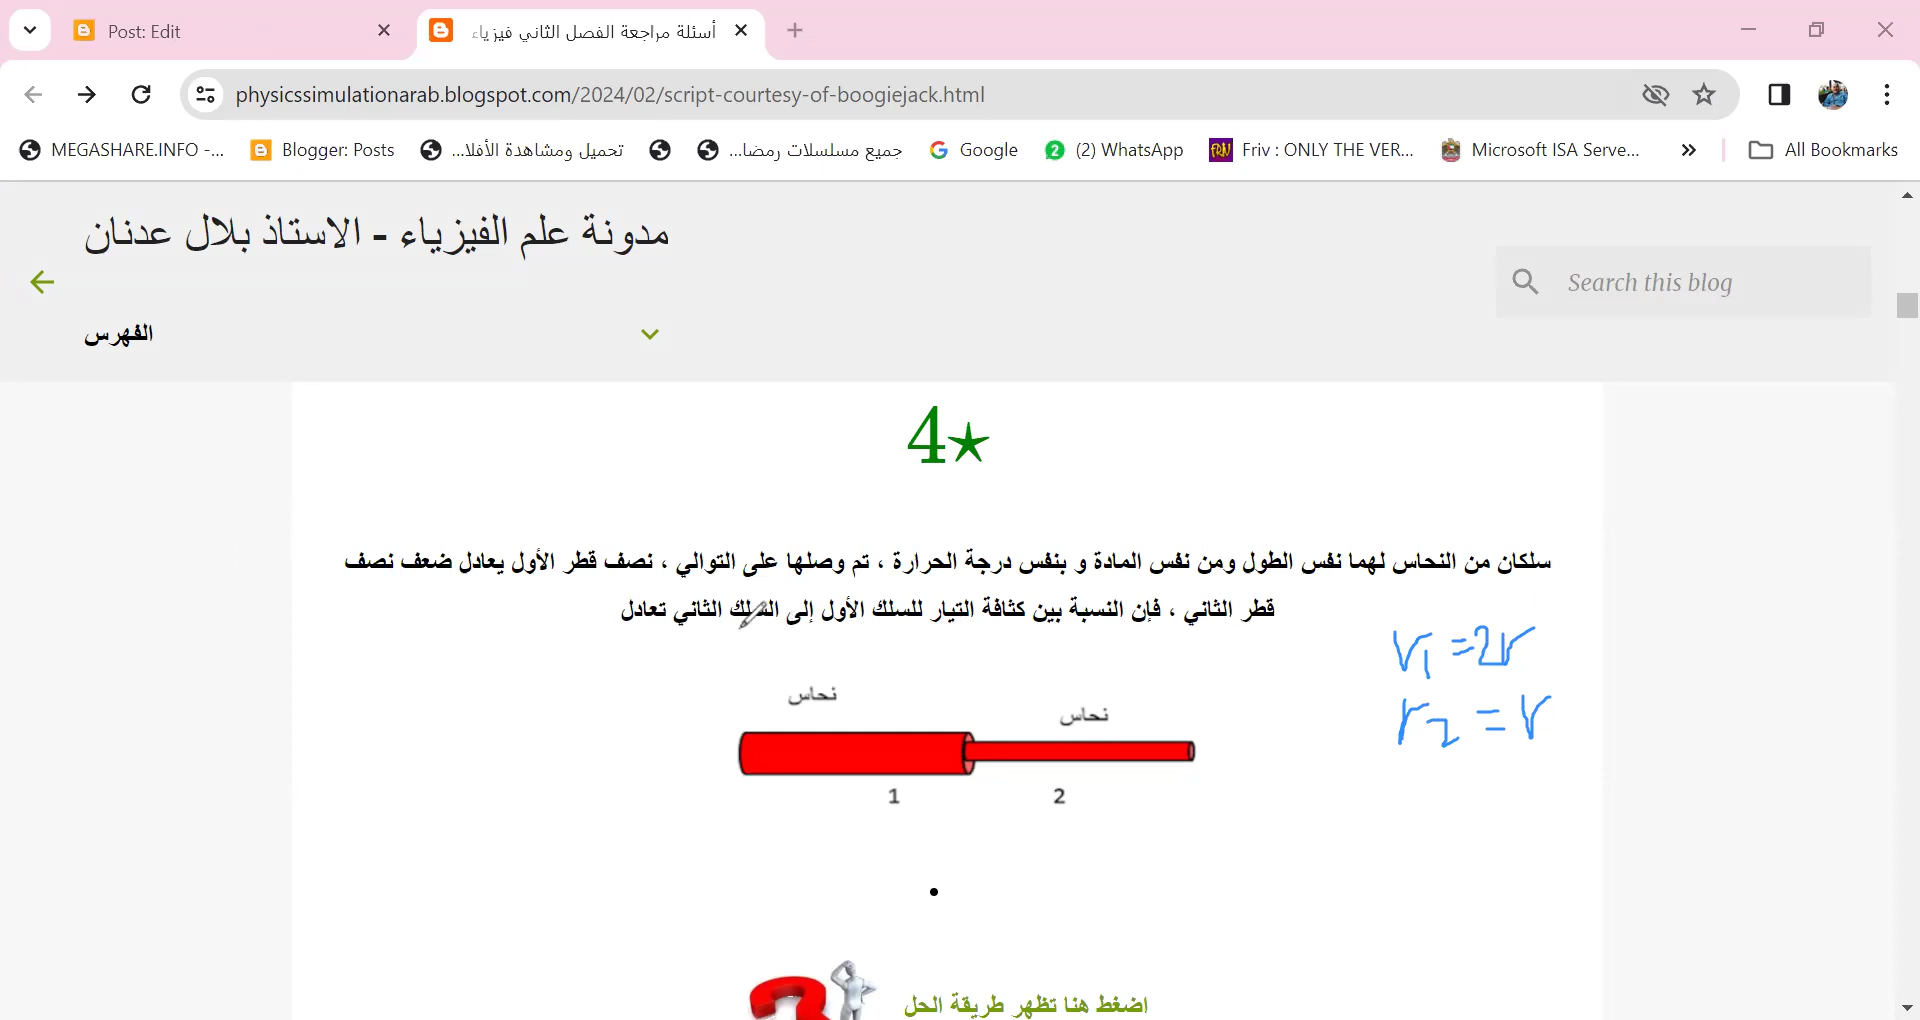 Post: Edit
أسئلة مراجعة الفصل الثاني فيزياء
physicssimulationarab.blogspot.com/2024/02/script-courtesy-of-boogiejack.html
MEGASHARE.INFO -...
Blogger: Posts
تحميل ومشاهدة الأفلا...
جميع مسلسلات رمضا...
Google
(2) WhatsApp
Friv : ONLY THE VER...
Microsoft ISA Serve...
All Bookmarks
مدونة علم الفيزياء - الاستاذ بلال عدنان
Search this blog
الفهرس
4★
سلكان من النحاس لهما نفس الطول ومن نفس المادة و بنفس درجة الحرارة ، تم وصلها على التوالي ، نصف قطر الأول يعادل ضعف نصف
قطر الثاني ، فإن النسبة بين كثافة التيار للسلك الأول إلى السلك الثاني تعادل
r1 =2r
r2 = r
نحاس
نحاس
1
2
اضغط هنا تظهر طريقة الحل